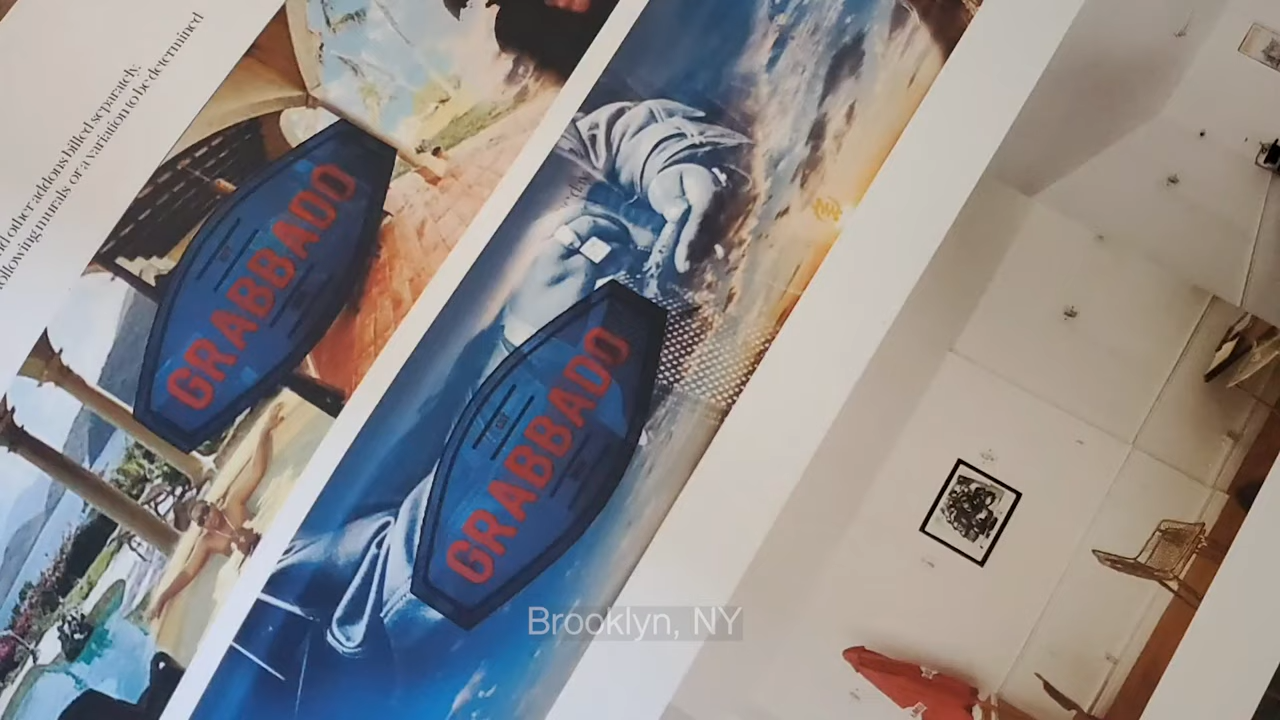 other addons billed separately;
following murals or a variation to be determined
GRABBADO
GRABBADO
Brooklyn, NY